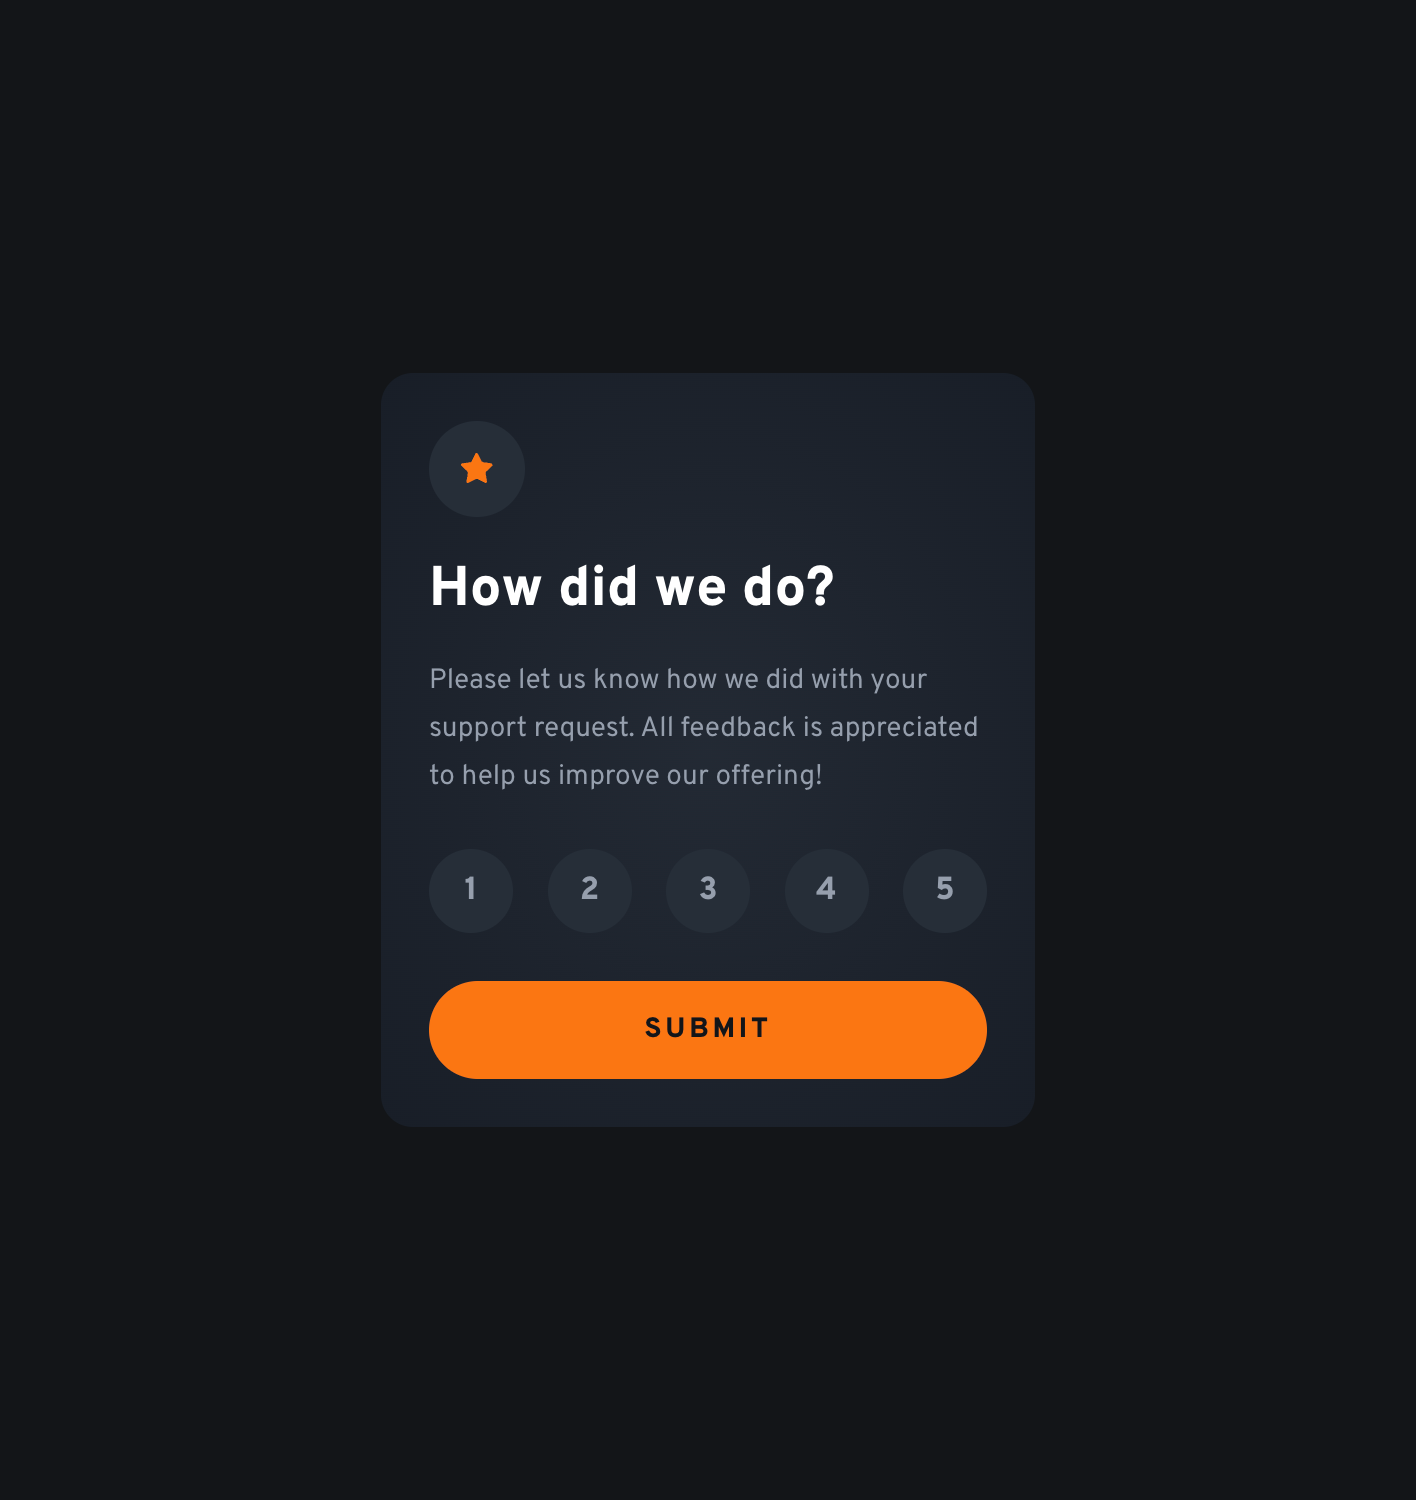 How did we do?
Please let us know how we did with your
support request. All feedback is appreciated
to help us improve our offering!
1 2 3 4 5
SUBMIT